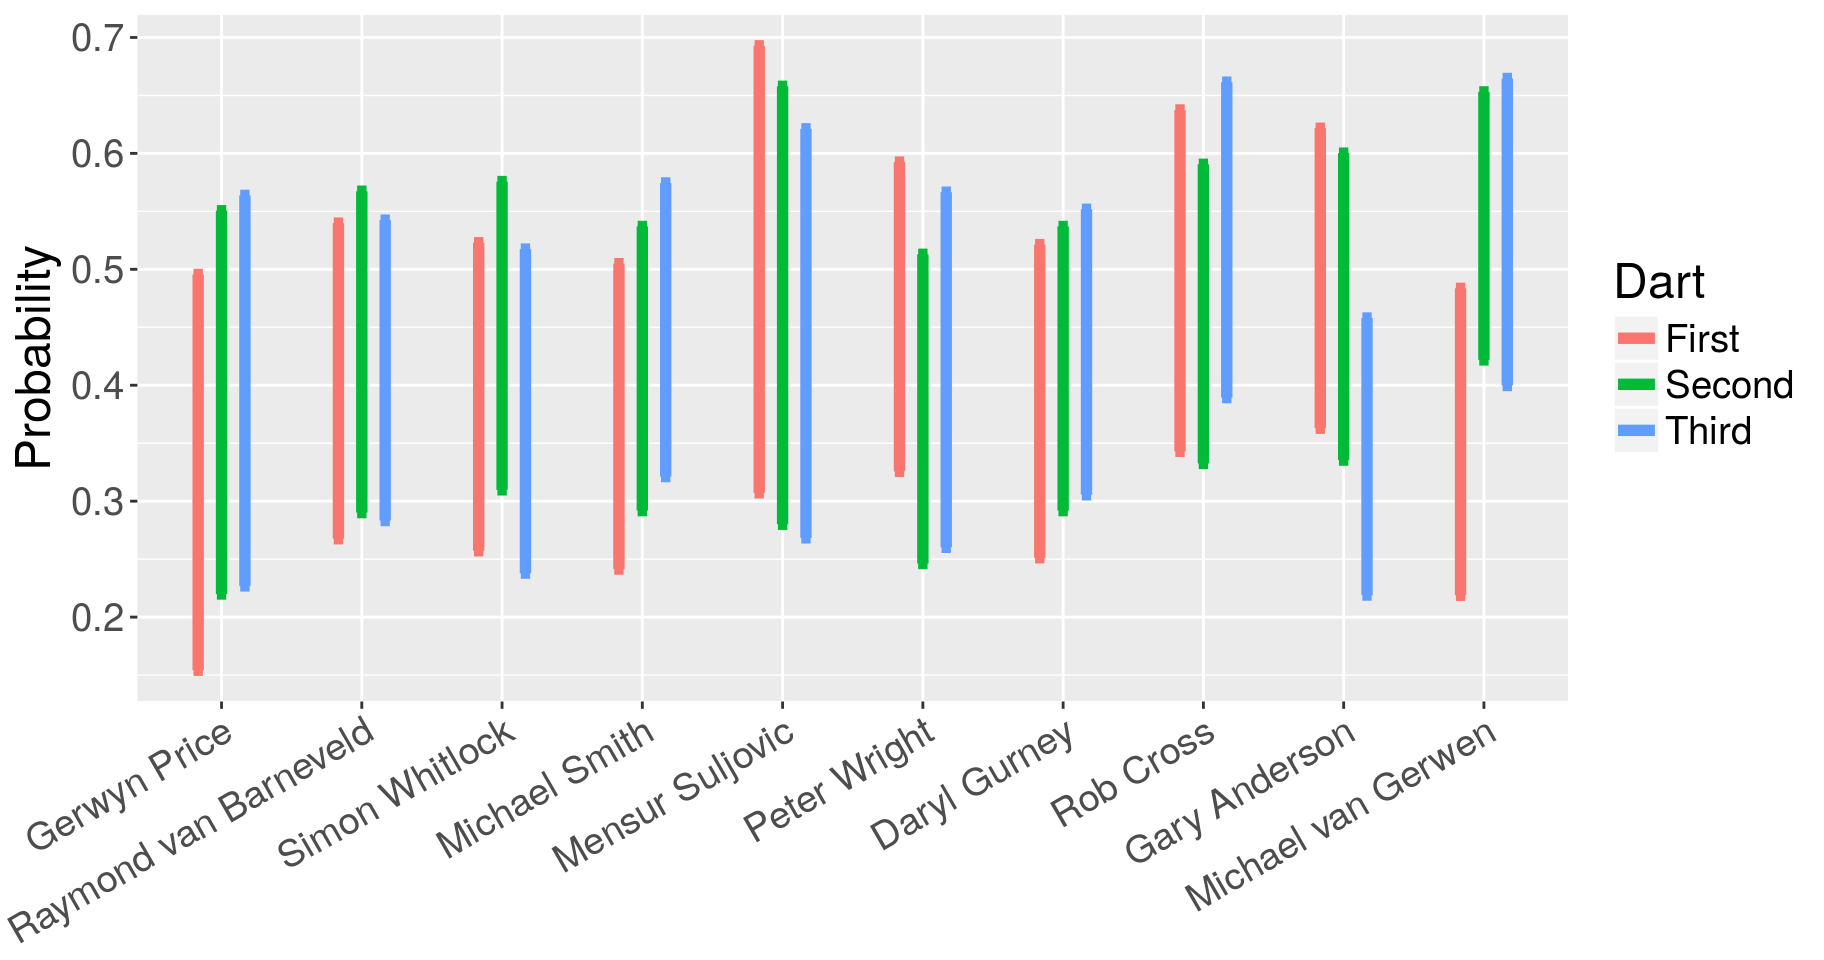 Probability
0.7
0.6
0.5
0.4
0.3
0.2
Gerwyn Price
Raymond van Barneveld
Simon Whitlock
Michael Smith
Mensur Suljovic
Peter Wright
Daryl Gurney
Rob Cross
Gary Anderson
Michael van Gerwen
Dart
First
Second
Third